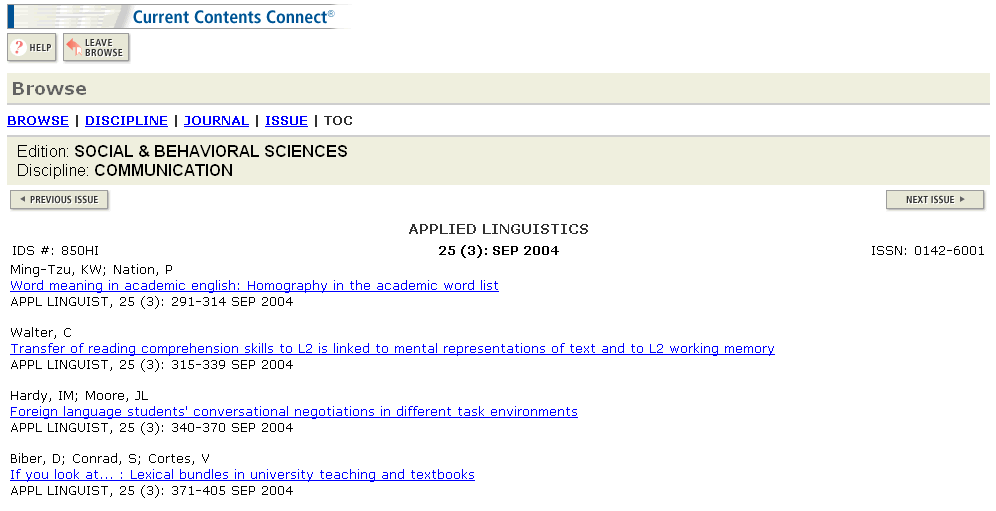 Current Contents Connect®
? HELP
LEAVE BROWSE
Browse
BROWSE | DISCIPLINE | JOURNAL | ISSUE | TOC
Edition: SOCIAL & BEHAVIORAL SCIENCES
Discipline: COMMUNICATION
PREVIOUS ISSUE NEXT ISSUE
APPLIED LINGUISTICS
IDS #: 850HI 25 (3): SEP 2004 ISSN: 0142-6001
Ming-Tzu, KW; Nation, P
Word meaning in academic english: Homography in the academic word list
APPL LINGUIST, 25 (3): 291-314 SEP 2004
Walter, C
Transfer of reading comprehension skills to L2 is linked to mental representations of text and to L2 working memory
APPL LINGUIST, 25 (3): 315-339 SEP 2004
Hardy, IM; Moore, JL
Foreign language students' conversational negotiations in different task environments
APPL LINGUIST, 25 (3): 340-370 SEP 2004
Biber, D; Conrad, S; Cortes, V
If you look at... : Lexical bundles in university teaching and textbooks
APPL LINGUIST, 25 (3): 371-405 SEP 2004